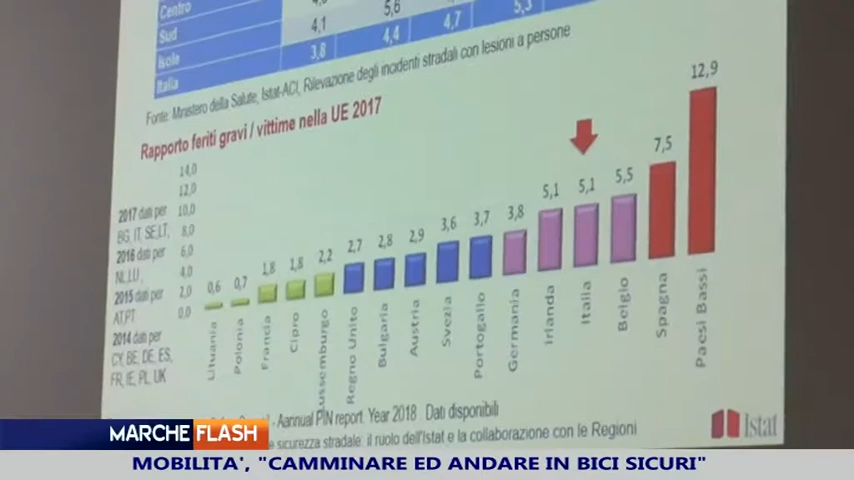 Centro
5,6
Sud
4,1
4,4
4,7
5,3
Isole
3,8
Italia
Fonte: Ministero della Salute, Istat-ACI, Rilevazione degli incidenti stradali con lesioni a persone
Rapporto feriti gravi / vittime nella UE 2017
14,0
12,0
10,0
8,0
6,0
4,0
2,0
0,0
2017 dati per
BG, IT, SE, LT,
2016 dati per
NL, LU,
2015 dati per
AT, PT
2014 dati per
CY, BE, DE, ES,
FR, IE, PL, UK
0,6
0,7
1,8
1,8
2,2
2,7
2,8
2,9
3,6
3,7
3,8
5,1
5,1
5,5
7,5
12,9
Lituania
Polonia
Francia
Cipro
ussemburgo
Regno Unito
Bulgaria
Austria
Svezia
Portogallo
Germania
Irlanda
Italia
Belgio
Spagna
Paesi Bassi
- Aannual PIN report. Year 2018 Dati disponibili
e sicurezza stradale: il ruolo dell'Istat e la collaborazione con le Regioni
Istat
MARCHE FLASH
MOBILITA', "CAMMINARE ED ANDARE IN BICI SICURI"